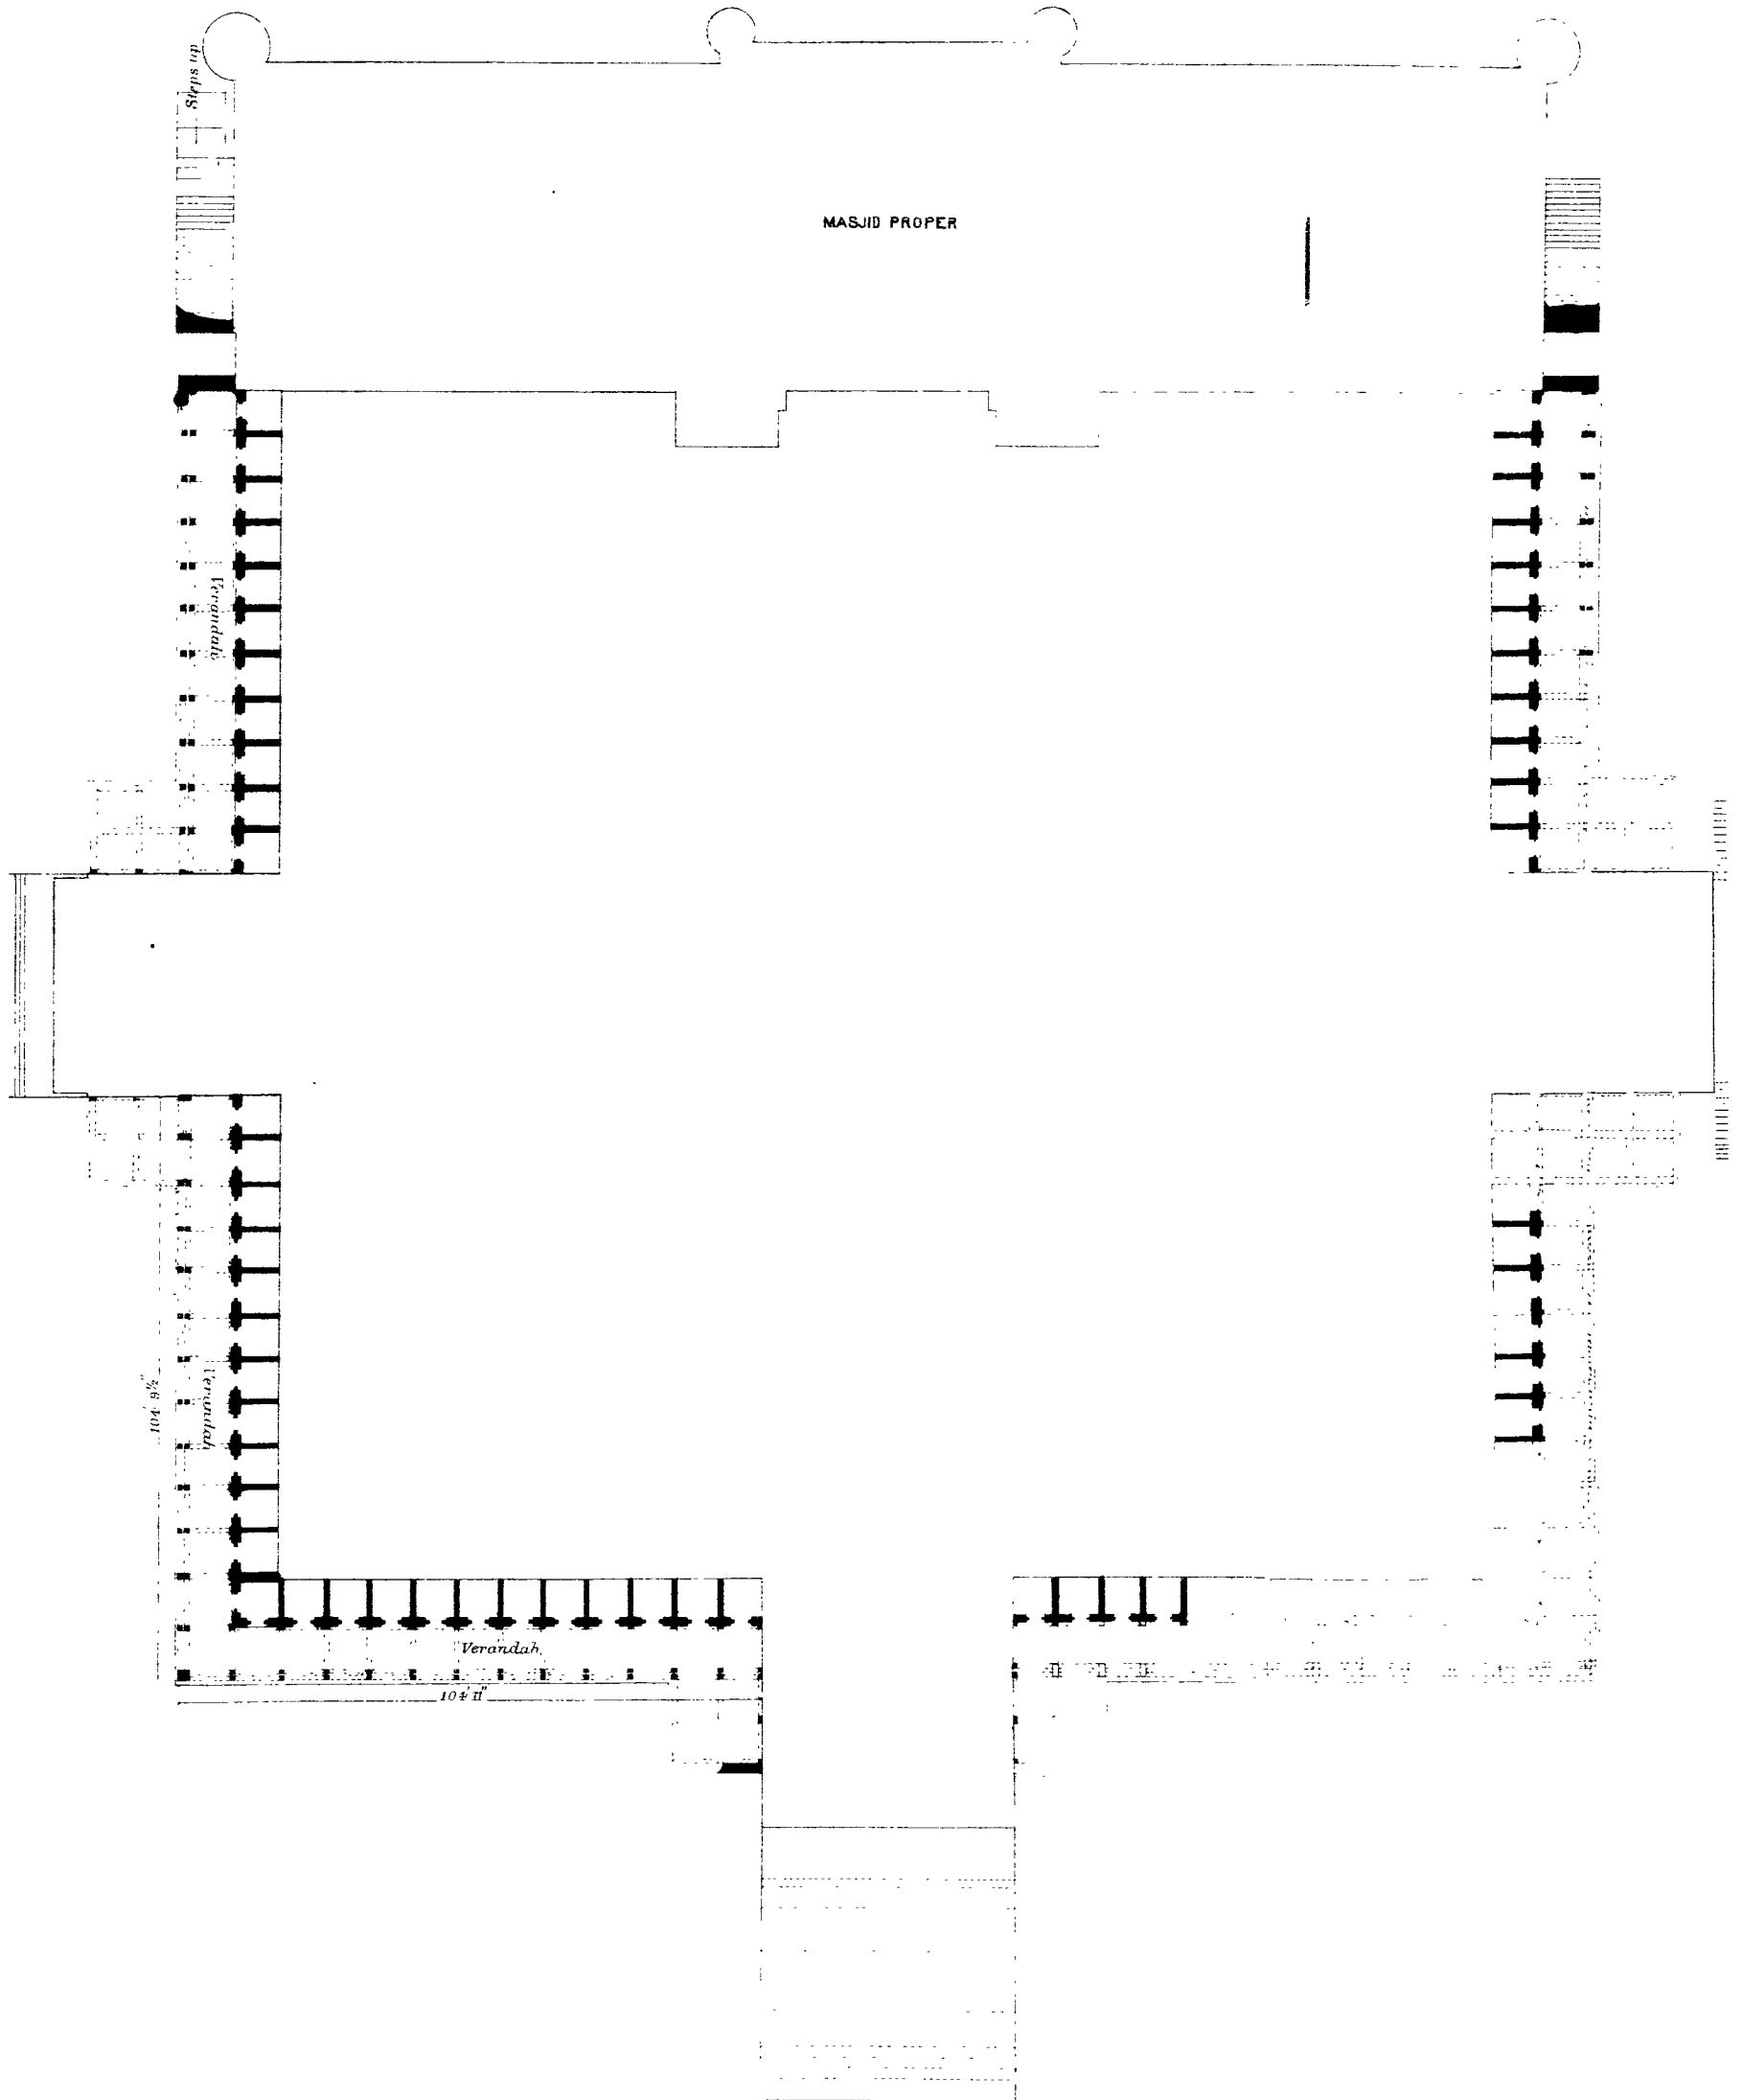 Steps up
MASJID PROPER
Verandah
104' 9½"
Verandah
Verandah
104' 11"